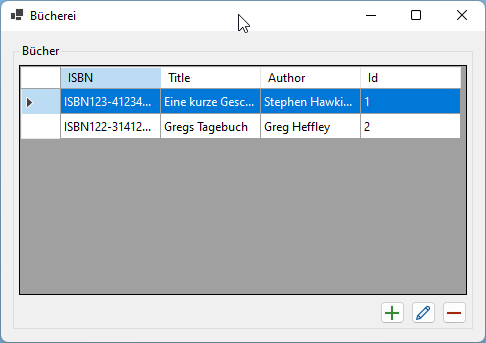 Bücherei
Bücher
ISBN Title Author Id
ISBN123-41234... Eine kurze Gesc... Stephen Hawki... 1
ISBN122-31412... Gregs Tagebuch Greg Heffley 2